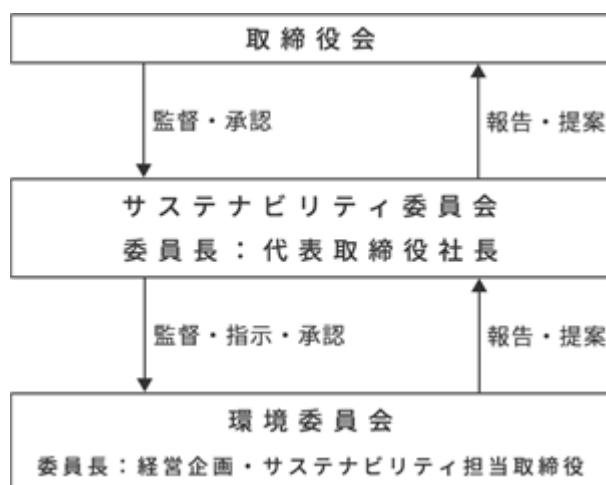 取締役会
監督・承認
報告・提案
サステナビリティ委員会
委員長：代表取締役社長
監督・指示・承認
報告・提案
環境委員会
委員長：経営企画・サステナビリティ担当取締役